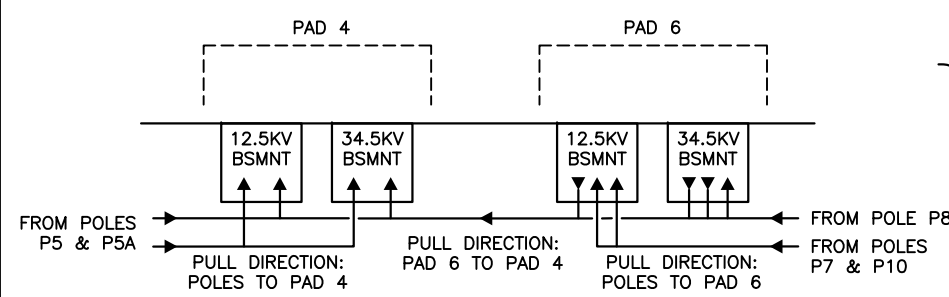 PAD 4
PAD 6
12.5KV
BSMNT
34.5KV
BSMNT
12.5KV
BSMNT
34.5KV
BSMNT
FROM POLES
P5 & P5A
PULL DIRECTION:
POLES TO PAD 4
PULL DIRECTION:
PAD 6 TO PAD 4
PULL DIRECTION:
POLES TO PAD 6
FROM POLE P8
FROM POLES
P7 & P10